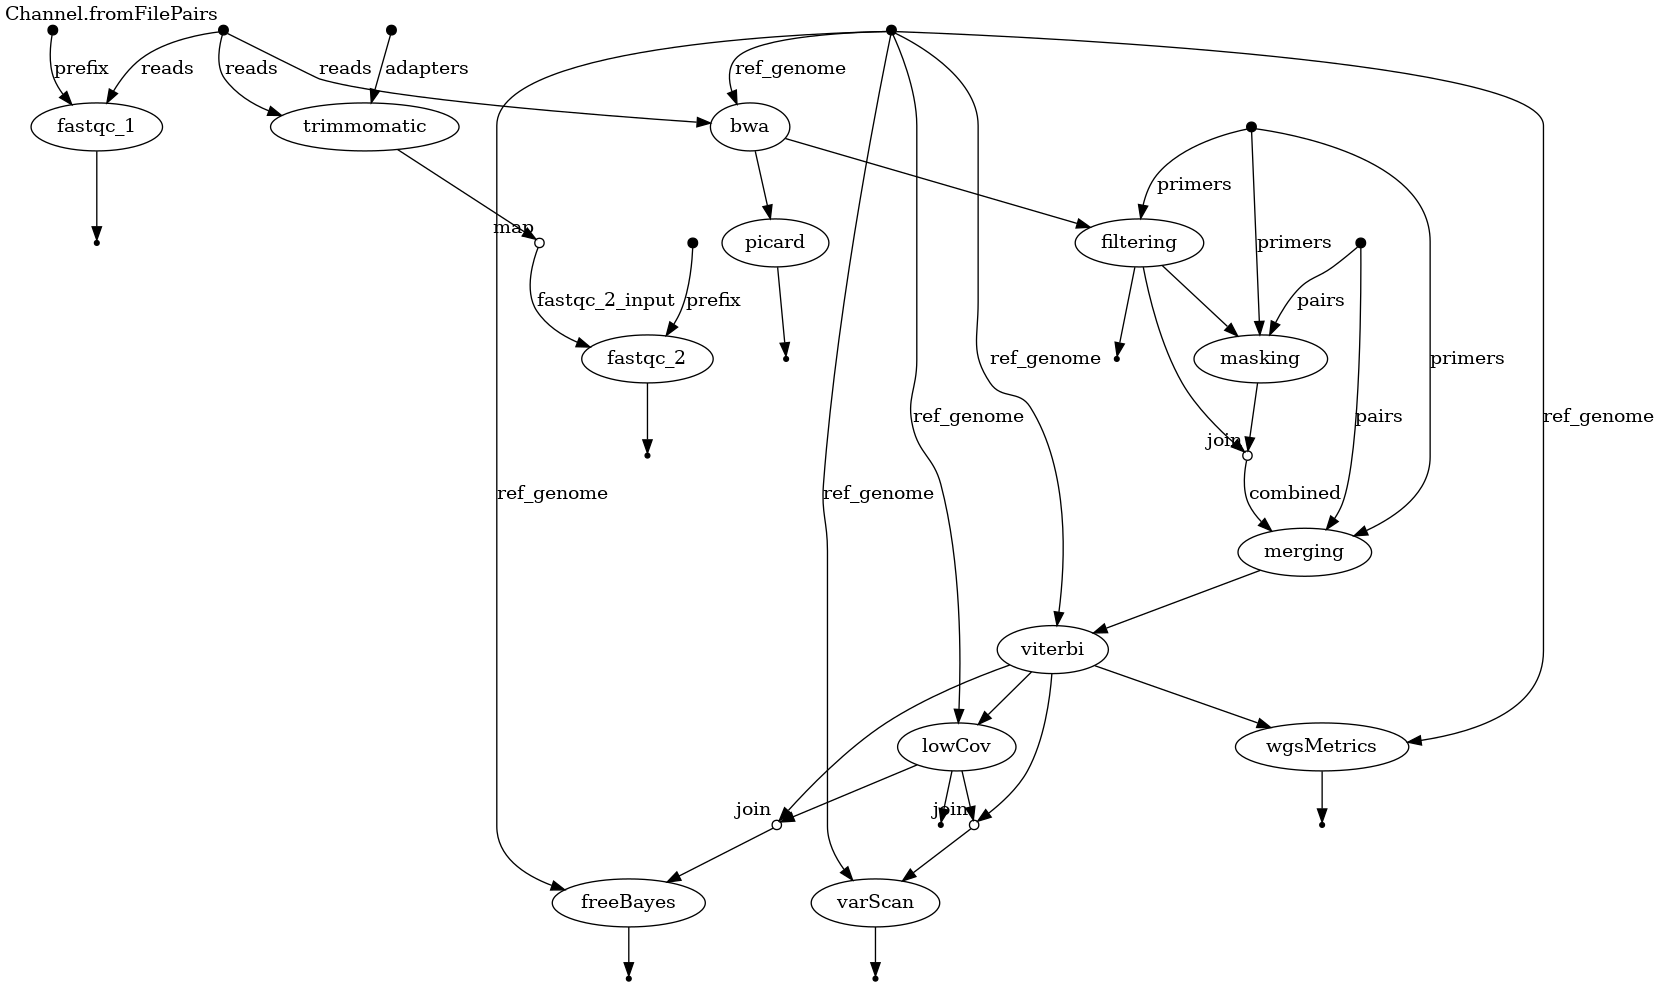 Channel.fromFilePairs
prefix
reads
reads
reads
adapters
ref_genome
fastqc_1
trimmomatic
bwa
primers
map
picard
filtering
primers
fastqc_2_input
prefix
pairs
fastqc_2
ref_genome
masking
primers
ref_genome
pairs
ref_genome
join
ref_genome
ref_genome
combined
merging
viterbi
lowCov
wgsMetrics
join
join
freeBayes
varScan